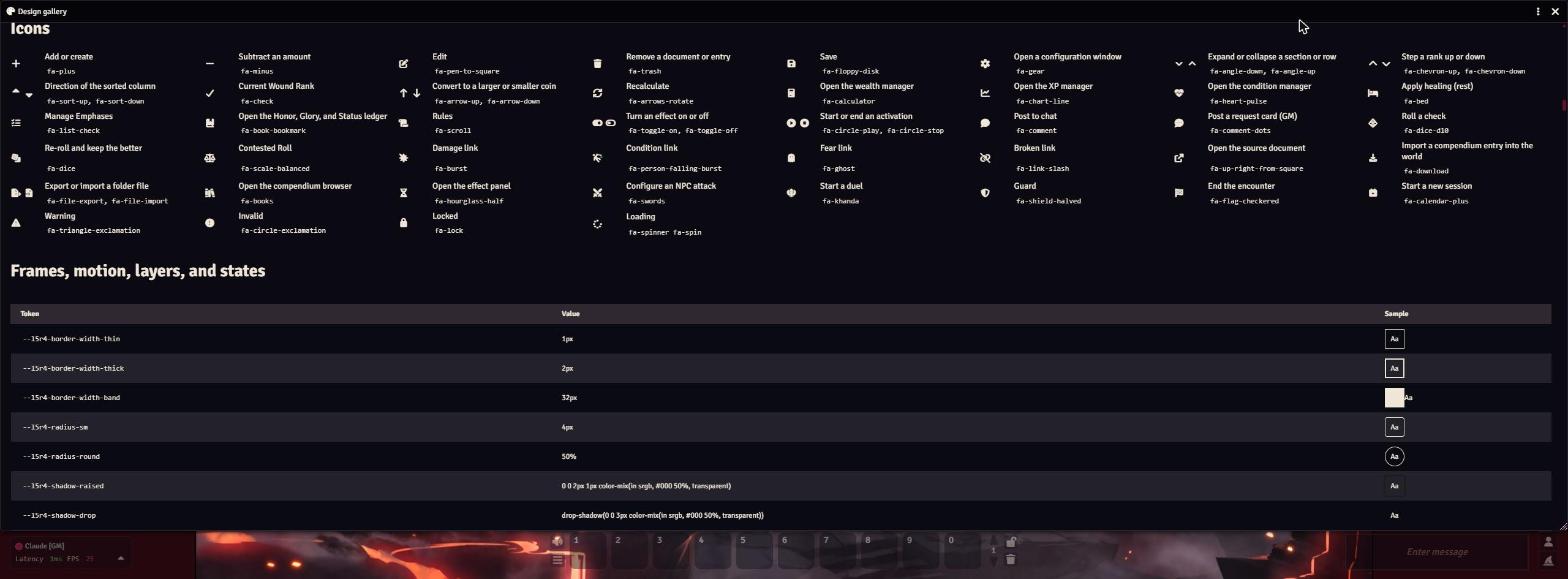 Design gallery
Icons
Add or create
fa-plus
Subtract an amount
fa-minus
Edit
fa-pen-to-square
Remove a document or entry
fa-trash
Save
fa-floppy-disk
Open a configuration window
fa-gear
Expand or collapse a section or row
fa-angle-down, fa-angle-up
Step a rank up or down
fa-chevron-up, fa-chevron-down
Direction of the sorted column
fa-sort-up, fa-sort-down
Current Wound Rank
fa-check
Convert to a larger or smaller coin
fa-arrow-up, fa-arrow-down
Recalculate
fa-arrows-rotate
Open the wealth manager
fa-calculator
Open the XP manager
fa-chart-line
Open the condition manager
fa-heart-pulse
Apply healing (rest)
fa-bed
Manage Emphases
fa-list-check
Open the Honor, Glory, and Status ledger
fa-book-bookmark
Rules
fa-scroll
Turn an effect on or off
fa-toggle-on, fa-toggle-off
Start or end an activation
fa-circle-play, fa-circle-stop
Post to chat
fa-comment
Post a request card (GM)
fa-comment-dots
Roll a check
fa-dice-d10
Re-roll and keep the better
fa-dice
Contested Roll
fa-scale-balanced
Damage link
fa-burst
Condition link
fa-person-falling-burst
Fear link
fa-ghost
Broken link
fa-link-slash
Open the source document
fa-up-right-from-square
Import a compendium entry into the
world
fa-download
Export or import a folder file
fa-file-export, fa-file-import
Open the compendium browser
fa-books
Open the effect panel
fa-hourglass-half
Configure an NPC attack
fa-swords
Start a duel
fa-khanda
Guard
fa-shield-halved
End the encounter
fa-flag-checkered
Start a new session
fa-calendar-plus
Warning
fa-triangle-exclamation
Invalid
fa-circle-exclamation
Locked
fa-lock
Loading
fa-spinner fa-spin
Frames, motion, layers, and states
Token Value Sample
--l5r4-border-width-thin 1px Aa
--l5r4-border-width-thick 2px Aa
--l5r4-border-width-band 32px Aa
--l5r4-radius-sm 4px Aa
--l5r4-radius-round 50% Aa
--l5r4-shadow-raised 0 0 2px 1px color-mix(in srgb, #000 50%, transparent) Aa
--l5r4-shadow-drop drop-shadow(0 0 3px color-mix(in srgb, #000 50%, transparent)) Aa
Claude [GM]
Latency 3ms FPS 25
1 2 3 4 5 6 7 8 9 0
1
Enter message